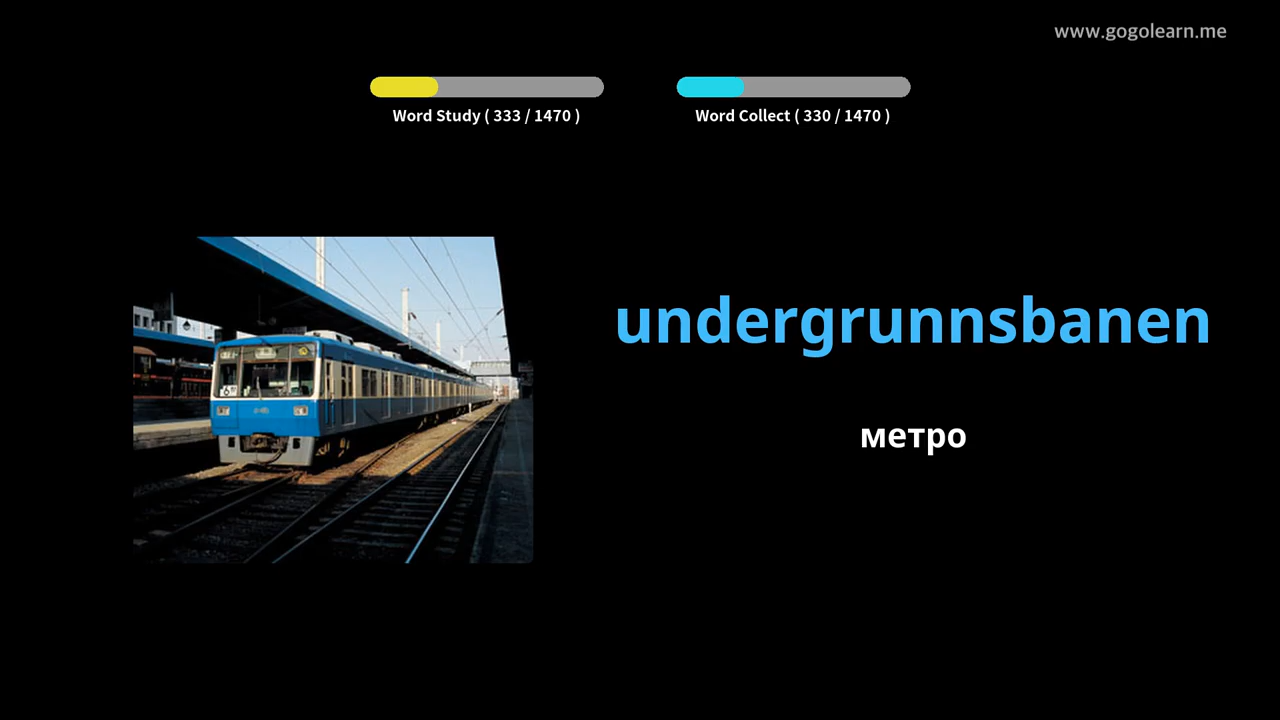 www.gogolearn.me
Word Study ( 333 / 1470 )
Word Collect ( 330 / 1470 )
undergrunnsbanen
метро